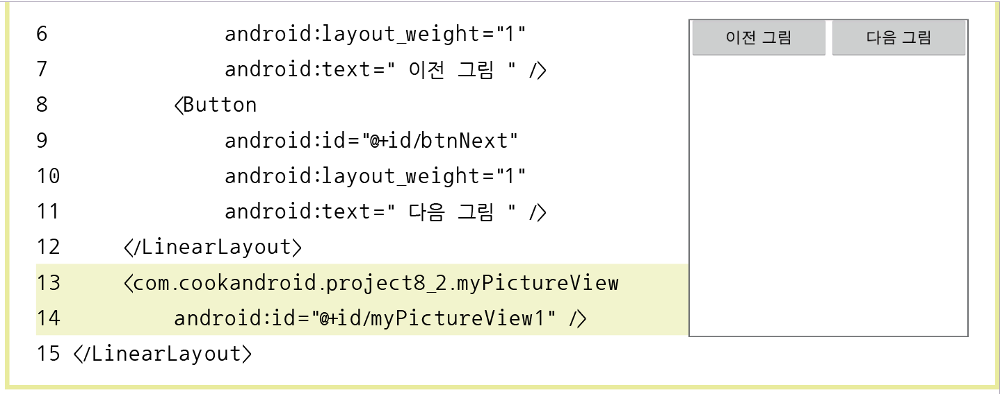 6 android:layout_weight="1"
7 android:text=" 이전 그림 " />
8 <Button
9 android:id="@+id/btnNext"
10 android:layout_weight="1"
11 android:text=" 다음 그림 " />
12 </LinearLayout>
13 <com.cookandroid.project8_2.myPictureView
14 android:id="@+id/myPictureView1" />
15 </LinearLayout>
이전 그림
다음 그림